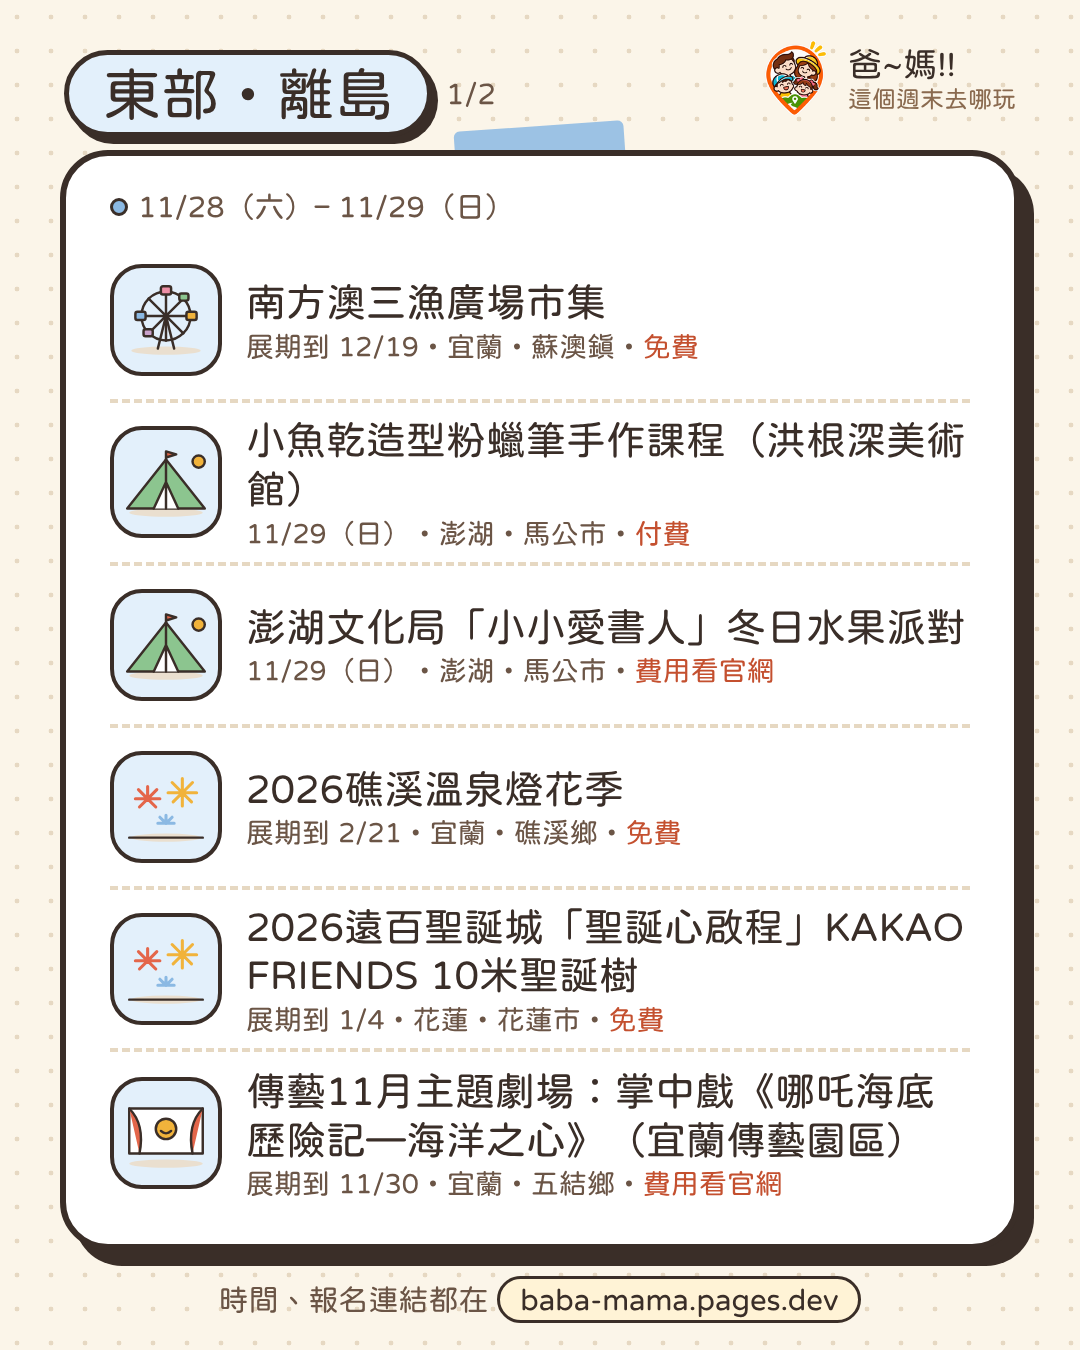 東部・離島
1/2
爸~媽!!
這個週末去哪玩
11/28（六）– 11/29（日）
南方澳三漁廣場市集
展期到 12/19・宜蘭・蘇澳鎮・免費
小魚乾造型粉蠟筆手作課程（洪根深美術
館）
11/29（日）・澎湖・馬公市・付費
澎湖文化局「小小愛書人」冬日水果派對
11/29（日）・澎湖・馬公市・費用看官網
2026礁溪溫泉燈花季
展期到 2/21・宜蘭・礁溪鄉・免費
2026遠百聖誕城「聖誕心啟程」KAKAO
FRIENDS 10米聖誕樹
展期到 1/4・花蓮・花蓮市・免費
傳藝11月主題劇場：掌中戲《哪吒海底
歷險記—海洋之心》（宜蘭傳藝園區）
展期到 11/30・宜蘭・五結鄉・費用看官網
時間、報名連結都在 baba-mama.pages.dev